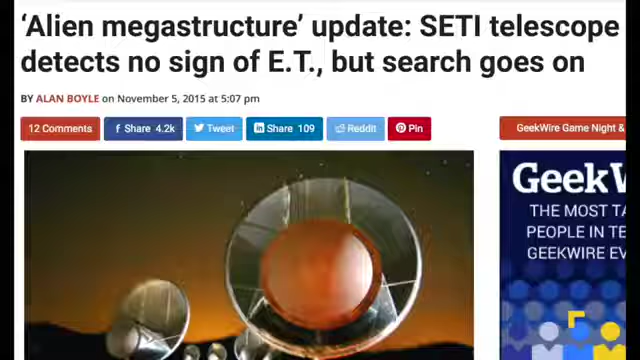 ‘Alien megastructure’ update: SETI telescope
detects no sign of E.T., but search goes on
BY ALAN BOYLE on November 5, 2015 at 5:07 pm
12 Comments
Share 4.2k
Tweet
Share 109
Reddit
Pin
GeekWire Game Night &
GeekW
THE MOST TA
PEOPLE IN TE
GEEKWIRE EV